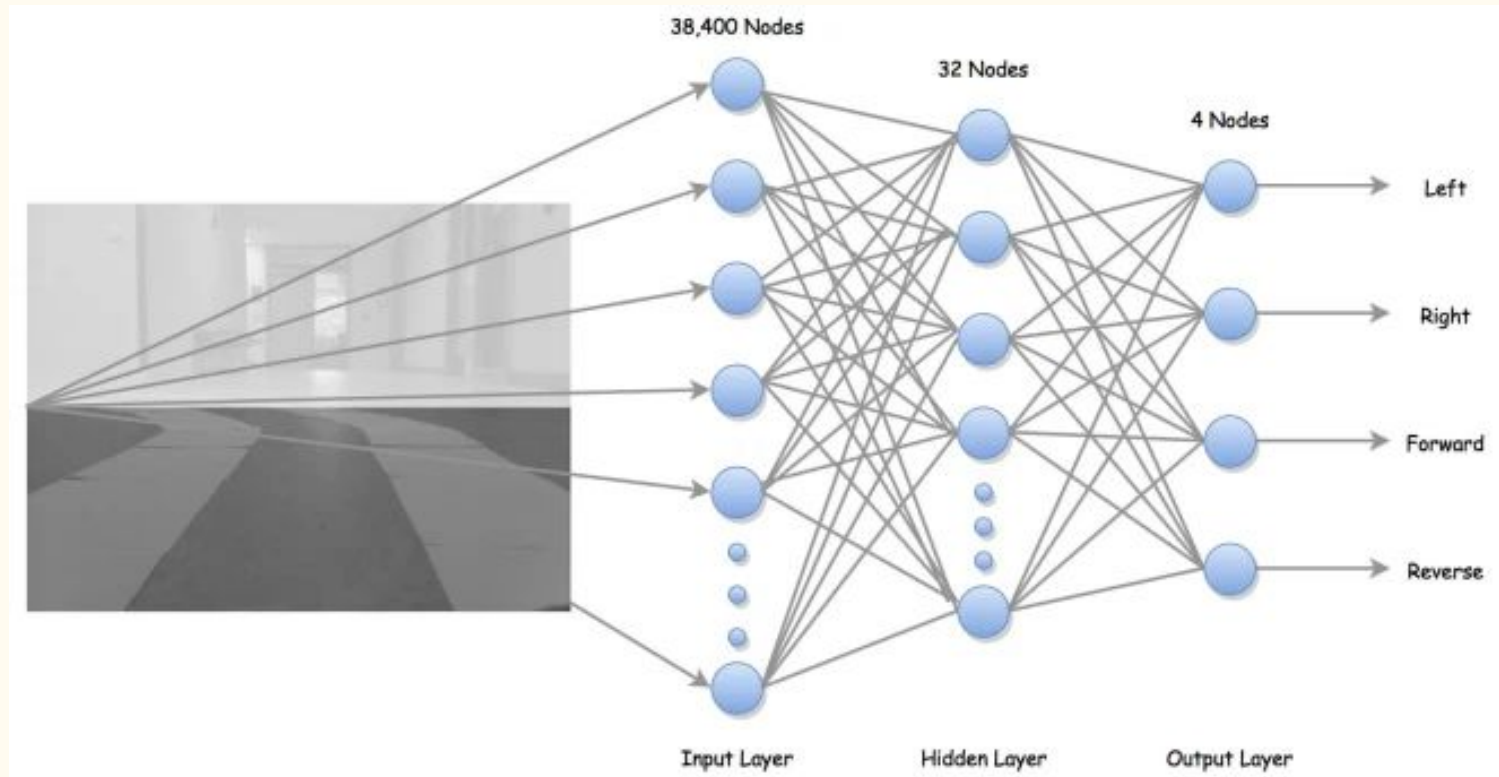 38,400 Nodes
32 Nodes
4 Nodes
Left
Right
Forward
Reverse
Input Layer
Hidden Layer
Output Layer